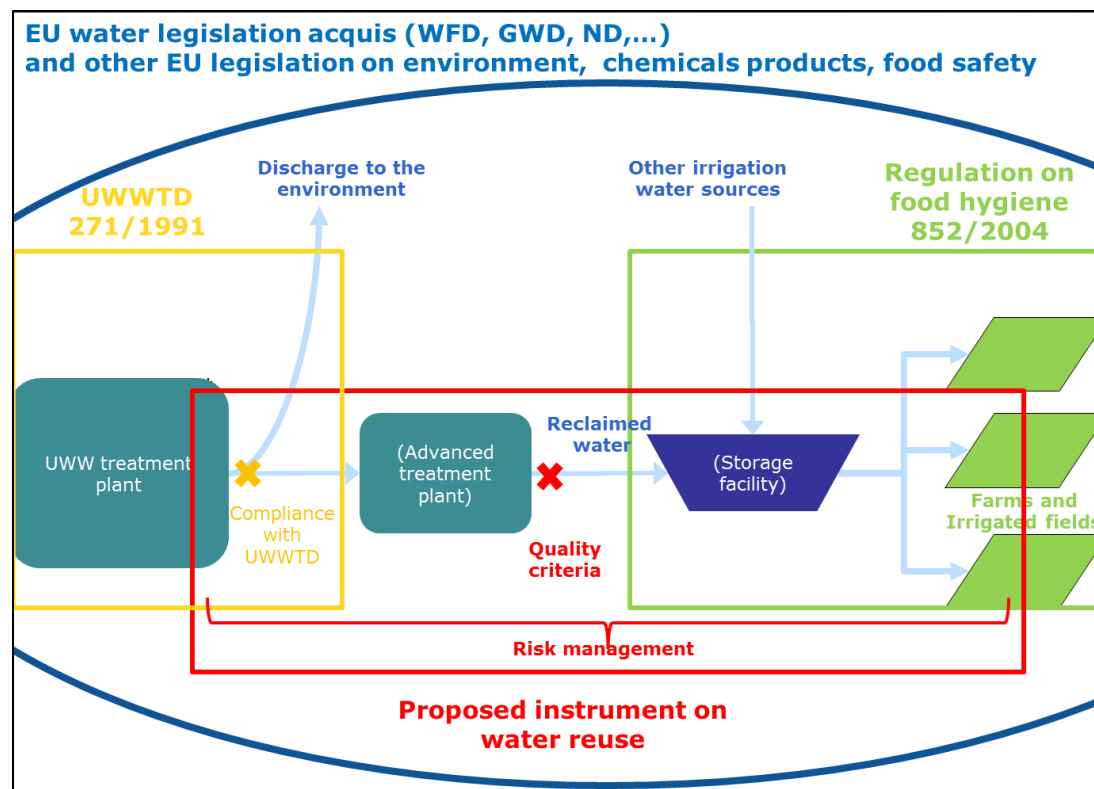 EU water legislation acquis (WFD, GWD, ND,...)
and other EU legislation on environment,  chemicals products, food safety
Discharge to the
environment
Other irrigation
water sources
UWWTD
271/1991
Regulation on
food hygiene
852/2004
UWW treatment
plant
(Advanced
treatment
plant)
Reclaimed
water
(Storage
facility)
Compliance
with
UWWTD
Quality
criteria
Farms and
Irrigated fields
Risk management
Proposed instrument on
water reuse